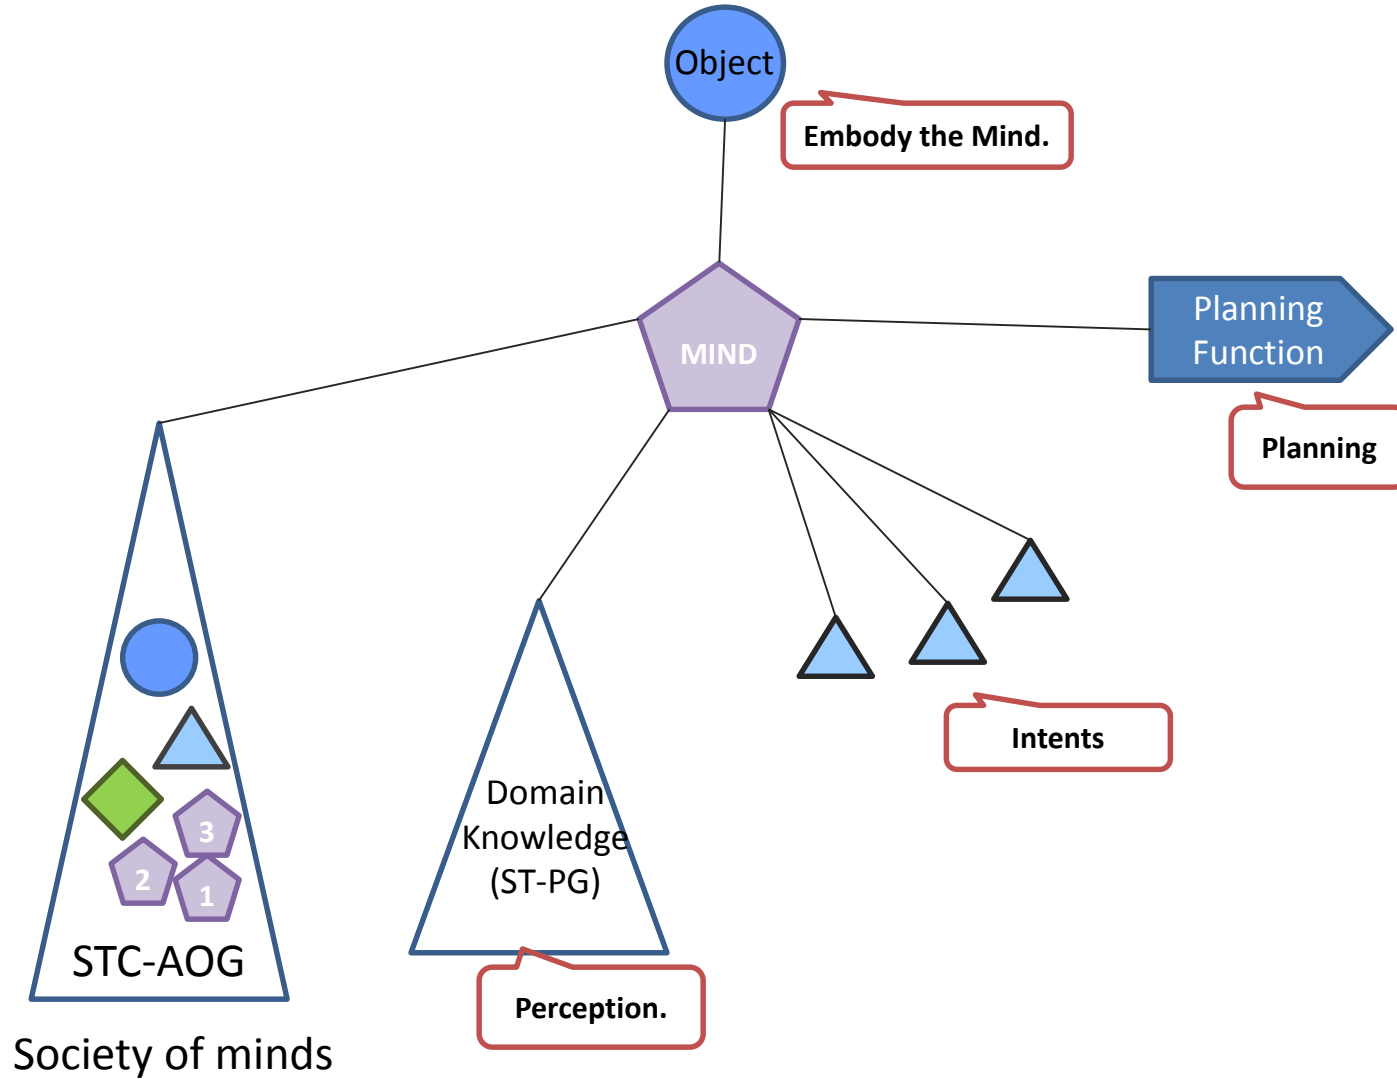 Object
Embody the Mind.
MIND
Planning
Function
Planning
Intents
Domain
Knowledge
(ST-PG)
Perception.
3
2
1
STC-AOG
Society of minds